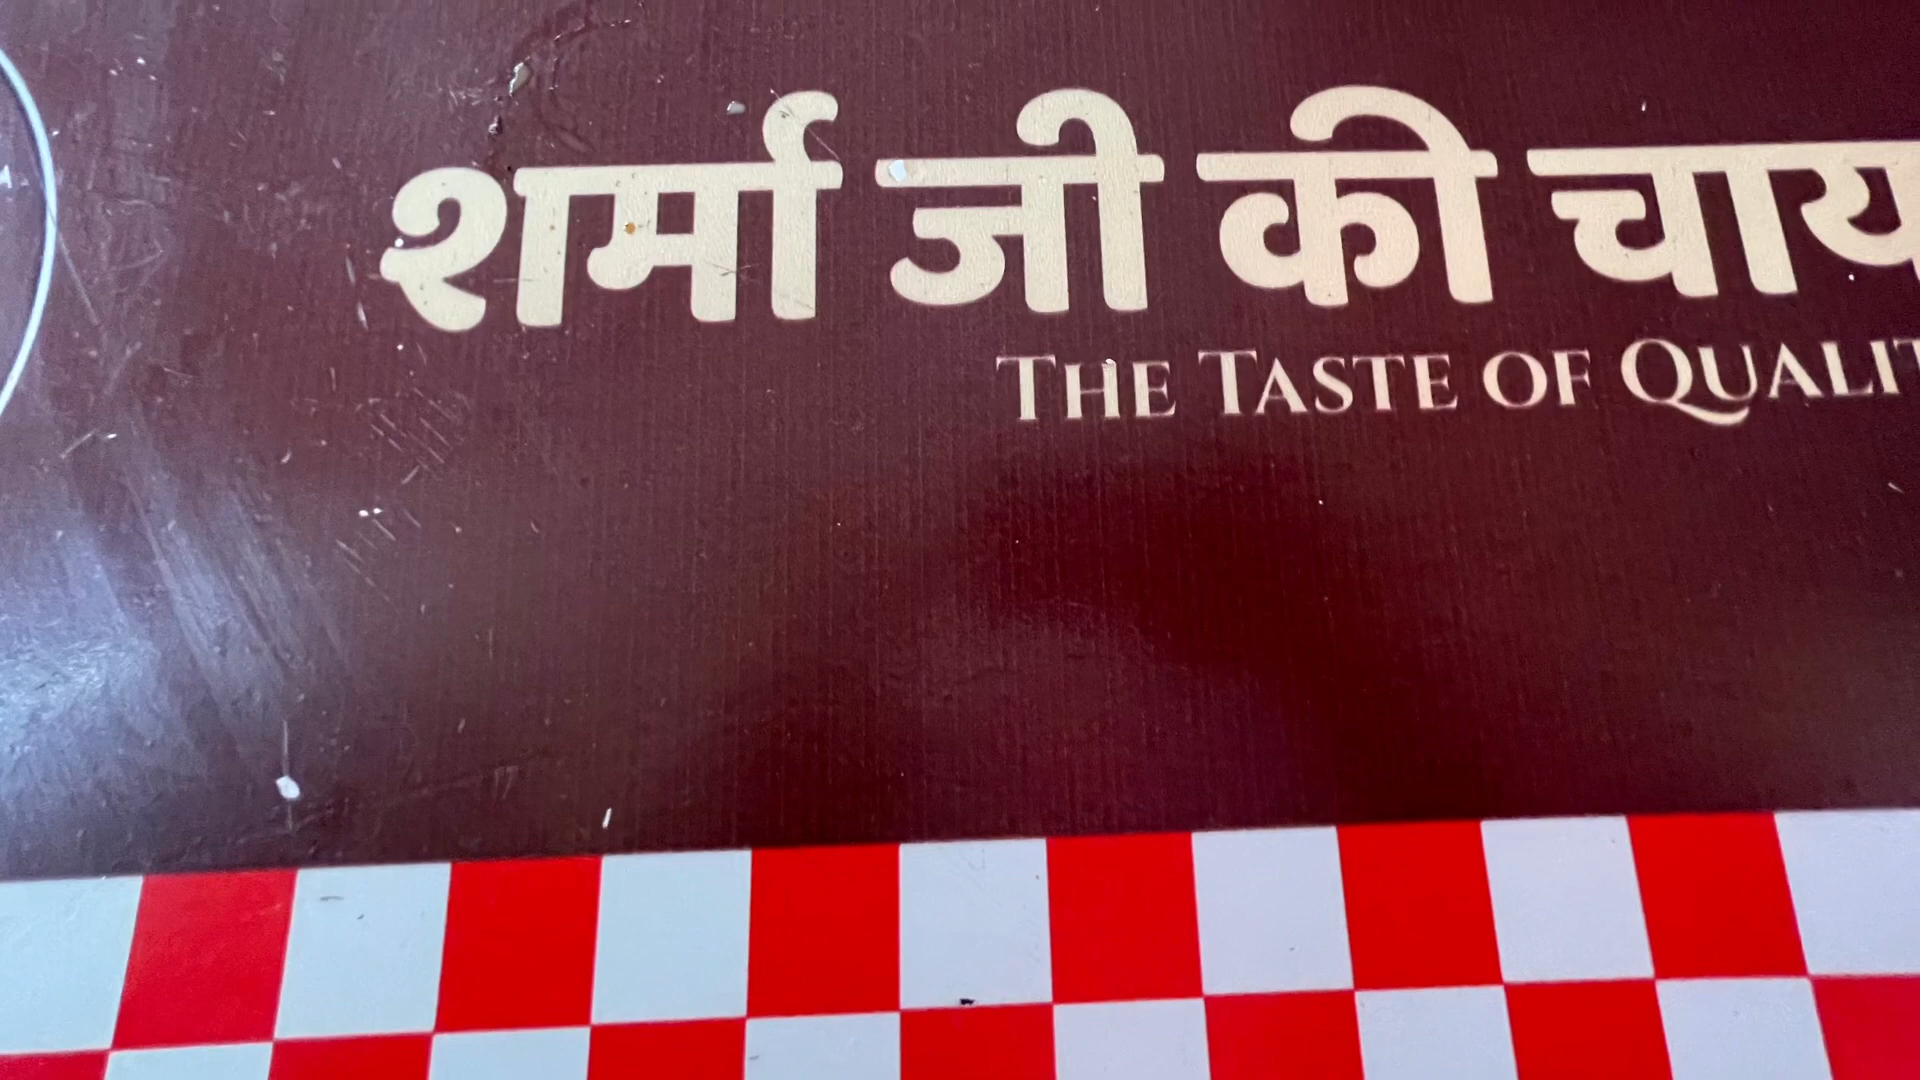 शर्मा जी की चाय
THE TASTE OF QUALIT